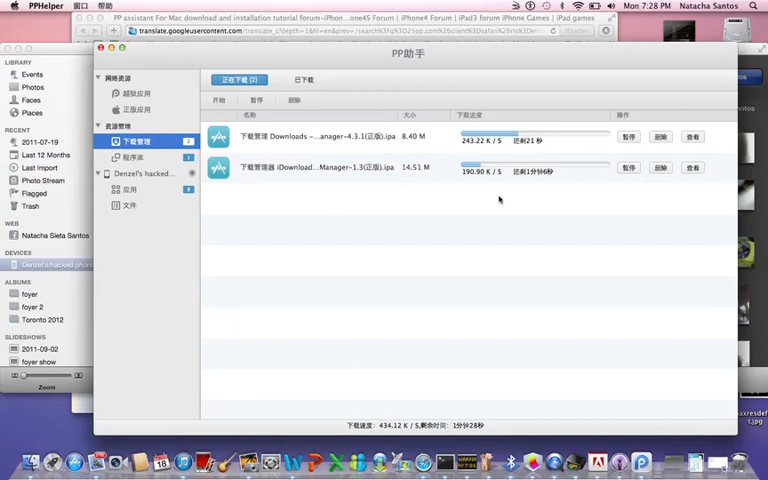 PPHelper 窗口 帮助 Mon 7:28 PM Natacha Santos
PP assistant For Mac download and installation tutorial forum-iPhon...one4S Forum | iPhone4 Forum | iPad3 forum iPhone Games | iPad games
translate.googleusercontent.com
Reader
PP助手
LIBRARY
Events
Photos
Faces
Places
RECENT
2011-07-19
Last 12 Months
Last Import
Photo Stream
Flagged
Trash
WEB
Natacha Sieta Santos
DEVICES
Denzel's hacked phon
ALBUMS
foyer
foyer 2
Toronto 2012
SLIDESHOWS
2011-09-02
foyer show
Zoom
网络资源
越狱应用
正版应用
资源管理
下载管理 2
程序库
Denzel's hacked...
应用
文件
正在下载 (2) 已下载
开始 暂停 删除
名称 大小 下载进度 操作
下载管理 Downloads -...anager-4.3.1(正版).ipa 8.40 M 243.22 K / S 还剩21 秒 暂停 删除 查看
下载管理器 iDownload...Manager-1.3(正版).ipa 14.51 M 190.90 K / S 还剩1分钟6秒 暂停 删除 查看
下载速度: 434.12 K / S,剩余时间: 1分钟28秒
axresdef
t.jpg
18